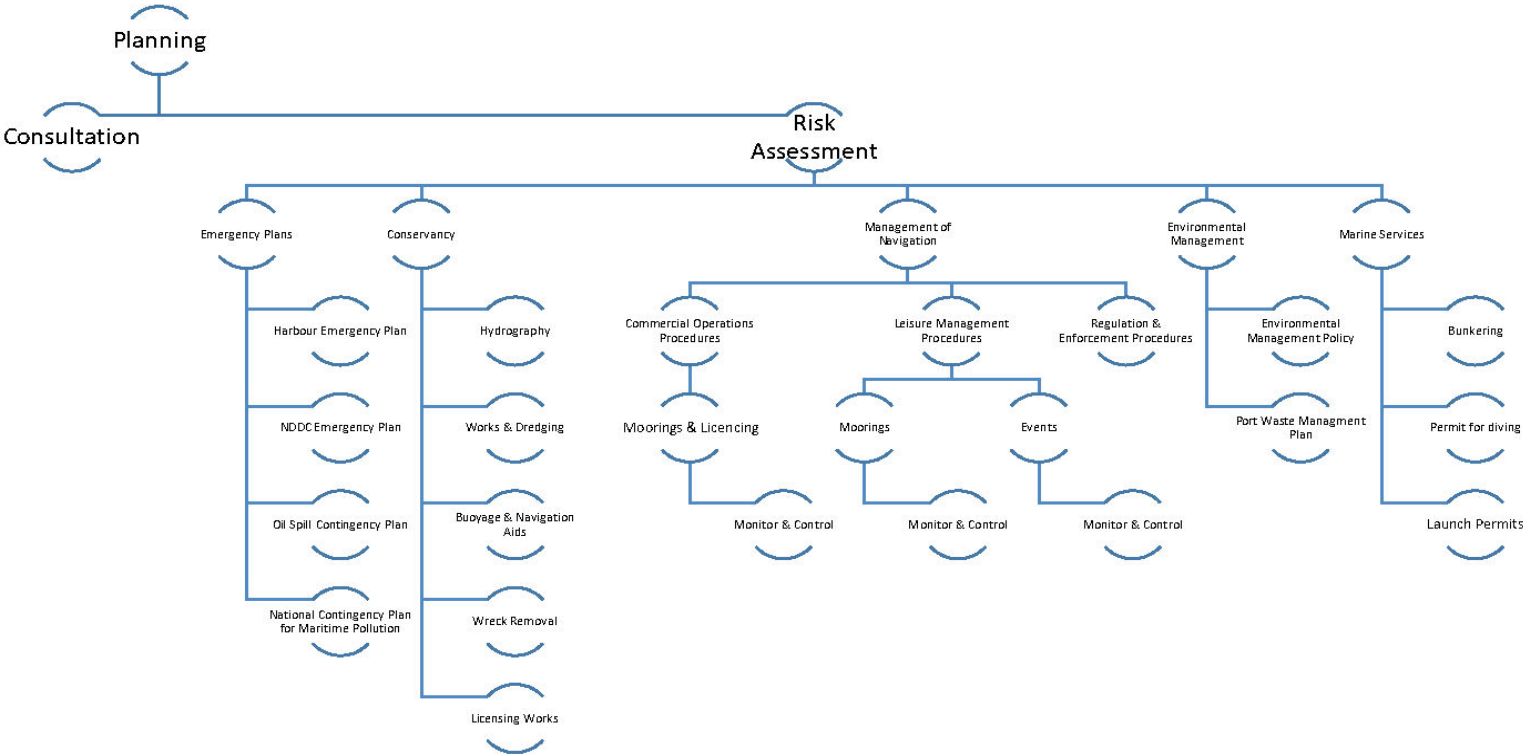 Planning
Consultation
Risk
Assessment
Emergency Plans
Conservancy
Management of
Navigation
Environmental
Management
Marine Services
Harbour Emergency Plan
Hydrography
Commercial Operations
Procedures
Leisure Management
Procedures
Regulation &
Enforcement Procedures
Environmental
Management Policy
Bunkering
NDDC Emergency Plan
Works & Dredging
Moorings & Licencing
Moorings
Events
Port Waste Managment
Plan
Permit for diving
Oil Spill Contingency Plan
Buoyage & Navigation
Aids
Monitor & Control
Monitor & Control
Monitor & Control
Launch Permits
National Contingency Plan
for Maritime Pollution
Wreck Removal
Licensing Works